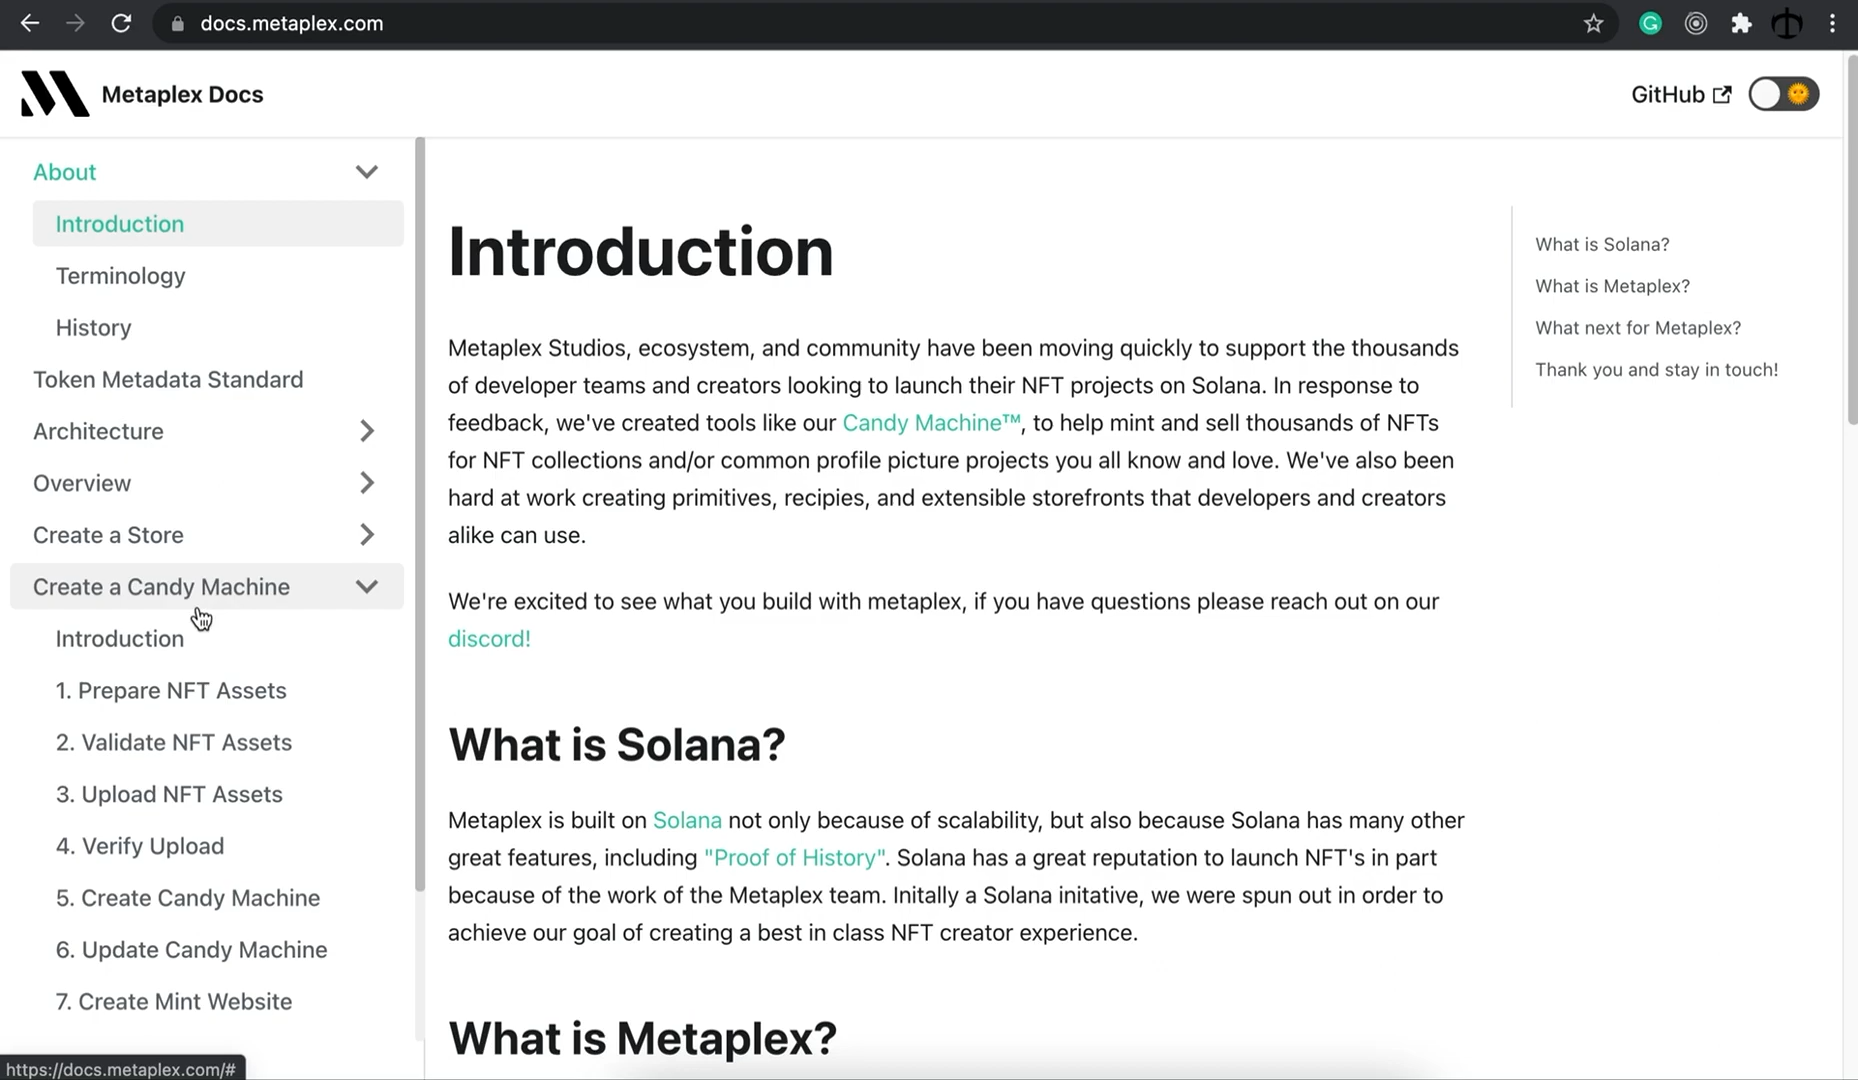 docs.metaplex.com
Metaplex Docs
GitHub
About
Introduction
Terminology
History
Token Metadata Standard
Architecture
Overview
Create a Store
Create a Candy Machine
Introduction
1. Prepare NFT Assets
2. Validate NFT Assets
3. Upload NFT Assets
4. Verify Upload
5. Create Candy Machine
6. Update Candy Machine
7. Create Mint Website
https://docs.metaplex.com/#
Introduction
Metaplex Studios, ecosystem, and community have been moving quickly to support the thousands
of developer teams and creators looking to launch their NFT projects on Solana. In response to
feedback, we've created tools like our Candy Machine™, to help mint and sell thousands of NFTs
for NFT collections and/or common profile picture projects you all know and love. We've also been
hard at work creating primitives, recipies, and extensible storefronts that developers and creators
alike can use.
We're excited to see what you build with metaplex, if you have questions please reach out on our
discord!
What is Solana?
Metaplex is built on Solana not only because of scalability, but also because Solana has many other
great features, including "Proof of History". Solana has a great reputation to launch NFT's in part
because of the work of the Metaplex team. Initally a Solana initative, we were spun out in order to
achieve our goal of creating a best in class NFT creator experience.
What is Metaplex?
What is Solana?
What is Metaplex?
What next for Metaplex?
Thank you and stay in touch!